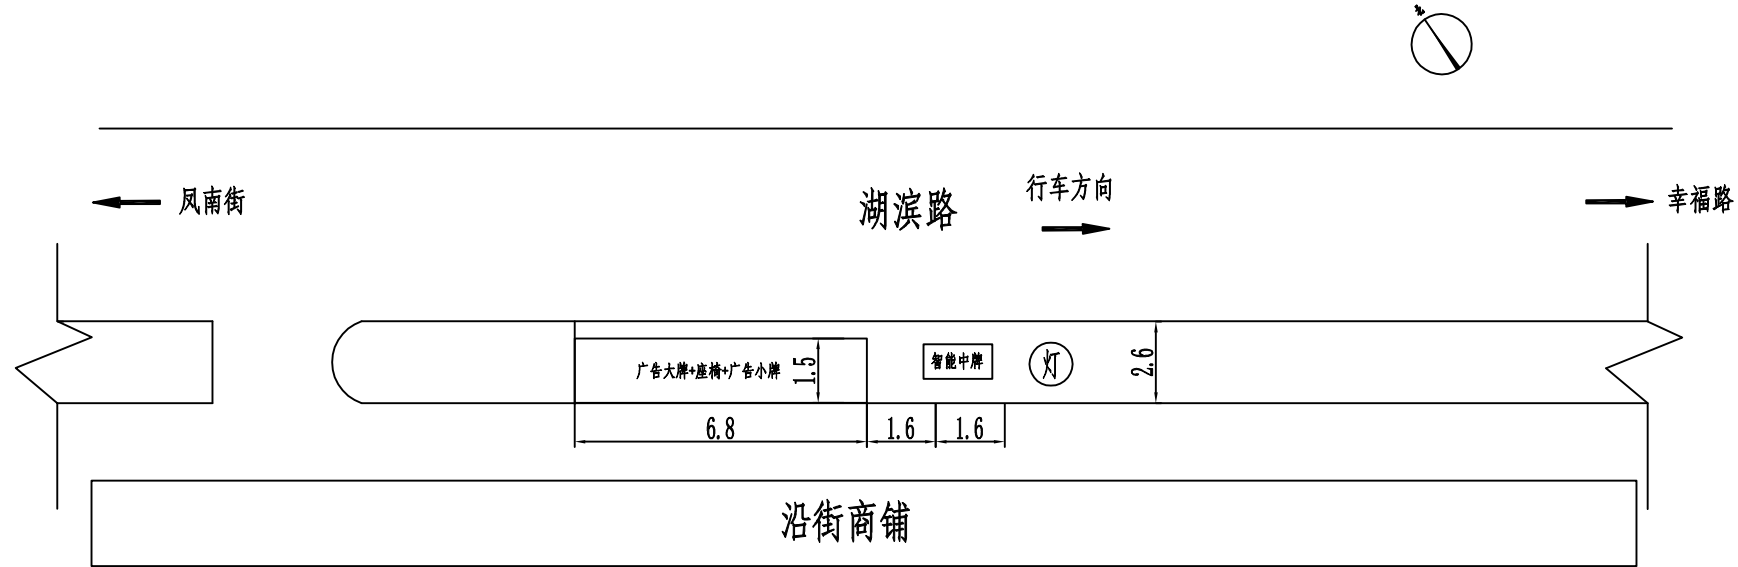 北
凤南街
湖滨路
行车方向
幸福路
广告大牌+座椅+广告小牌
1.5
智能中牌
灯
2.6
6.8
1.6
1.6
沿街商铺